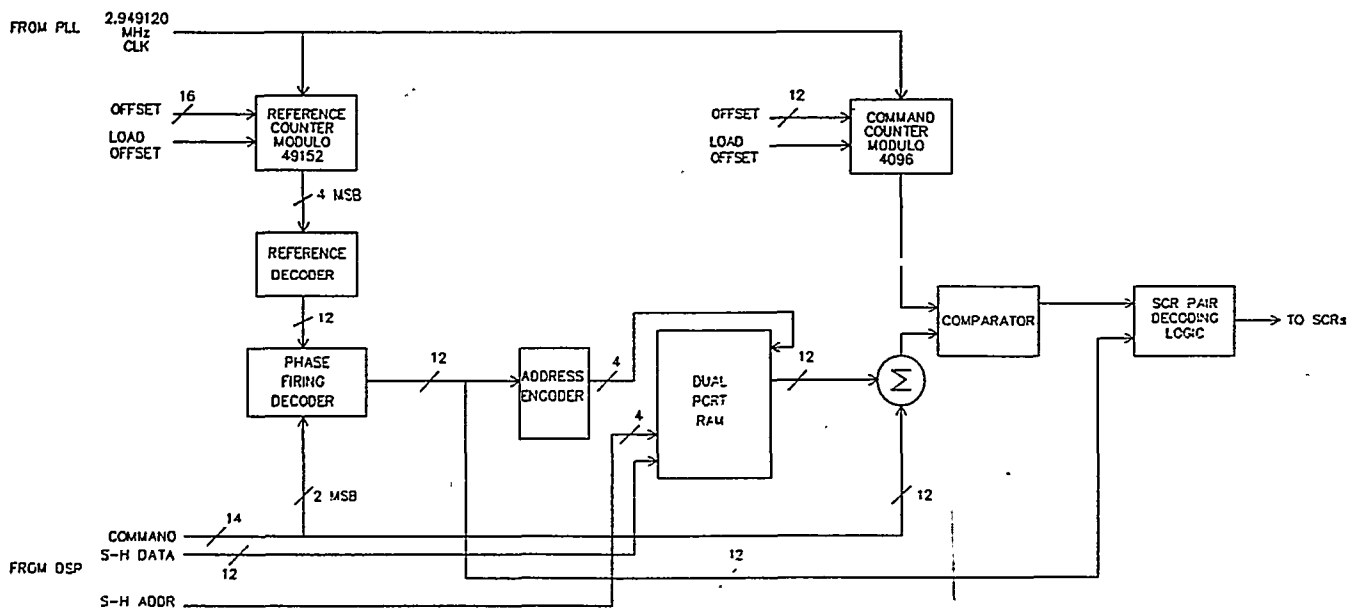 FROM PLL
2.949120
MHz
CLK
OFFSET
16
LOAD
OFFSET
REFERENCE
COUNTER
MODULO
49152
OFFSET
12
LOAD
OFFSET
COMMAND
COUNTER
MODULO
4096
4 MSB
REFERENCE
DECODER
12
PHASE
FIRING
DECODER
12
ADDRESS
ENCODER
4
4
DUAL
PORT
RAM
12
Σ
COMPARATOR
SCR PAIR
DECODING
LOGIC
TO SCRs
2 MSB
12
FROM DSP
COMMAND
14
S-H DATA
12
12
S-H ADDR